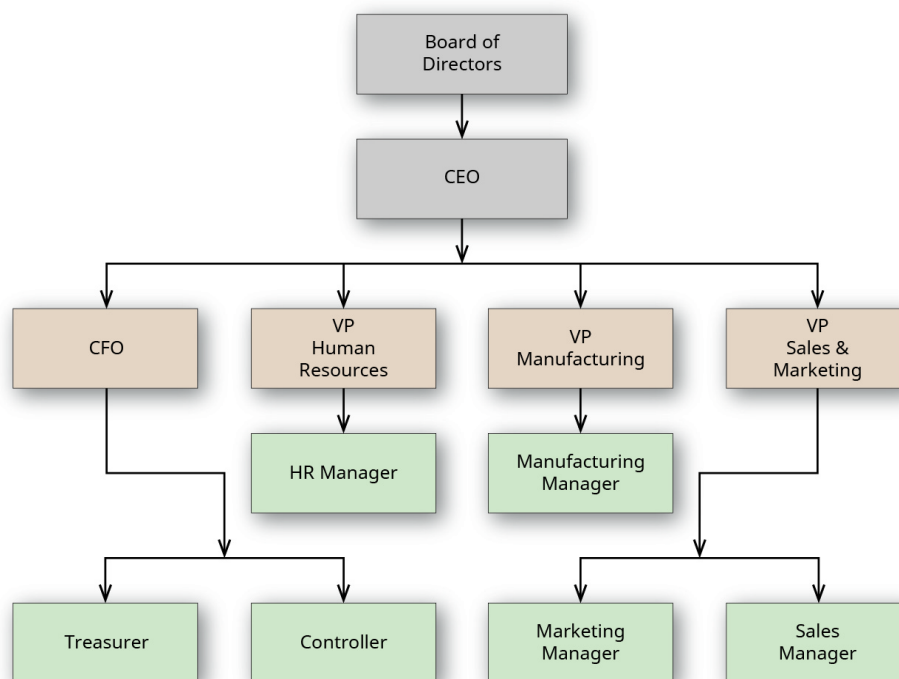 Board of
Directors
CEO
CFO
VP
Human
Resources
VP
Manufacturing
VP
Sales &
Marketing
HR Manager
Manufacturing
Manager
Treasurer
Controller
Marketing
Manager
Sales
Manager